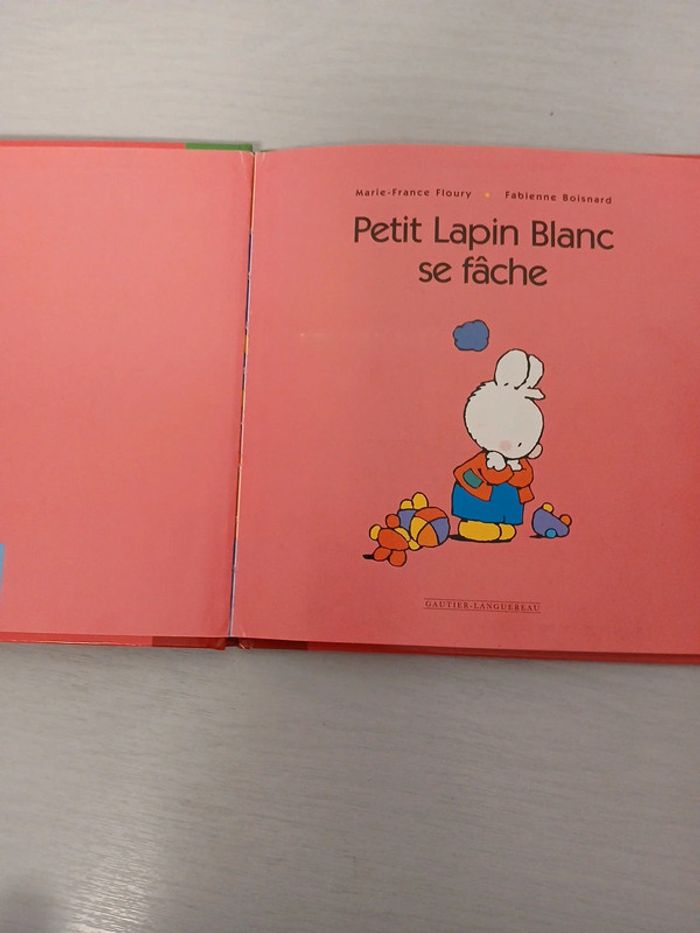 Marie-France Floury • Fabienne Boisnard
Petit Lapin Blanc
se fâche
GAUTIER-LANGUEREAU